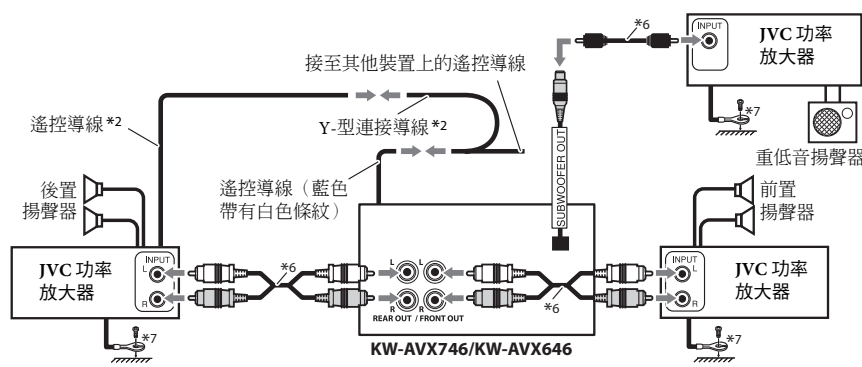 *6
INPUT
JVC 功率
放大器
*7
重低音揚聲器
接至其他裝置上的遙控導線
遙控導線*2
Y-型連接導線*2
SUBWOOFER OUT
遙控導線（藍色
帶有白色條紋）
後置
揚聲器
前置
揚聲器
JVC 功率
放大器
INPUT
L
R
*6
*7
L
L
R
R
REAR OUT / FRONT OUT
KW-AVX746/KW-AVX646
*6
INPUT
L
R
JVC 功率
放大器
*7